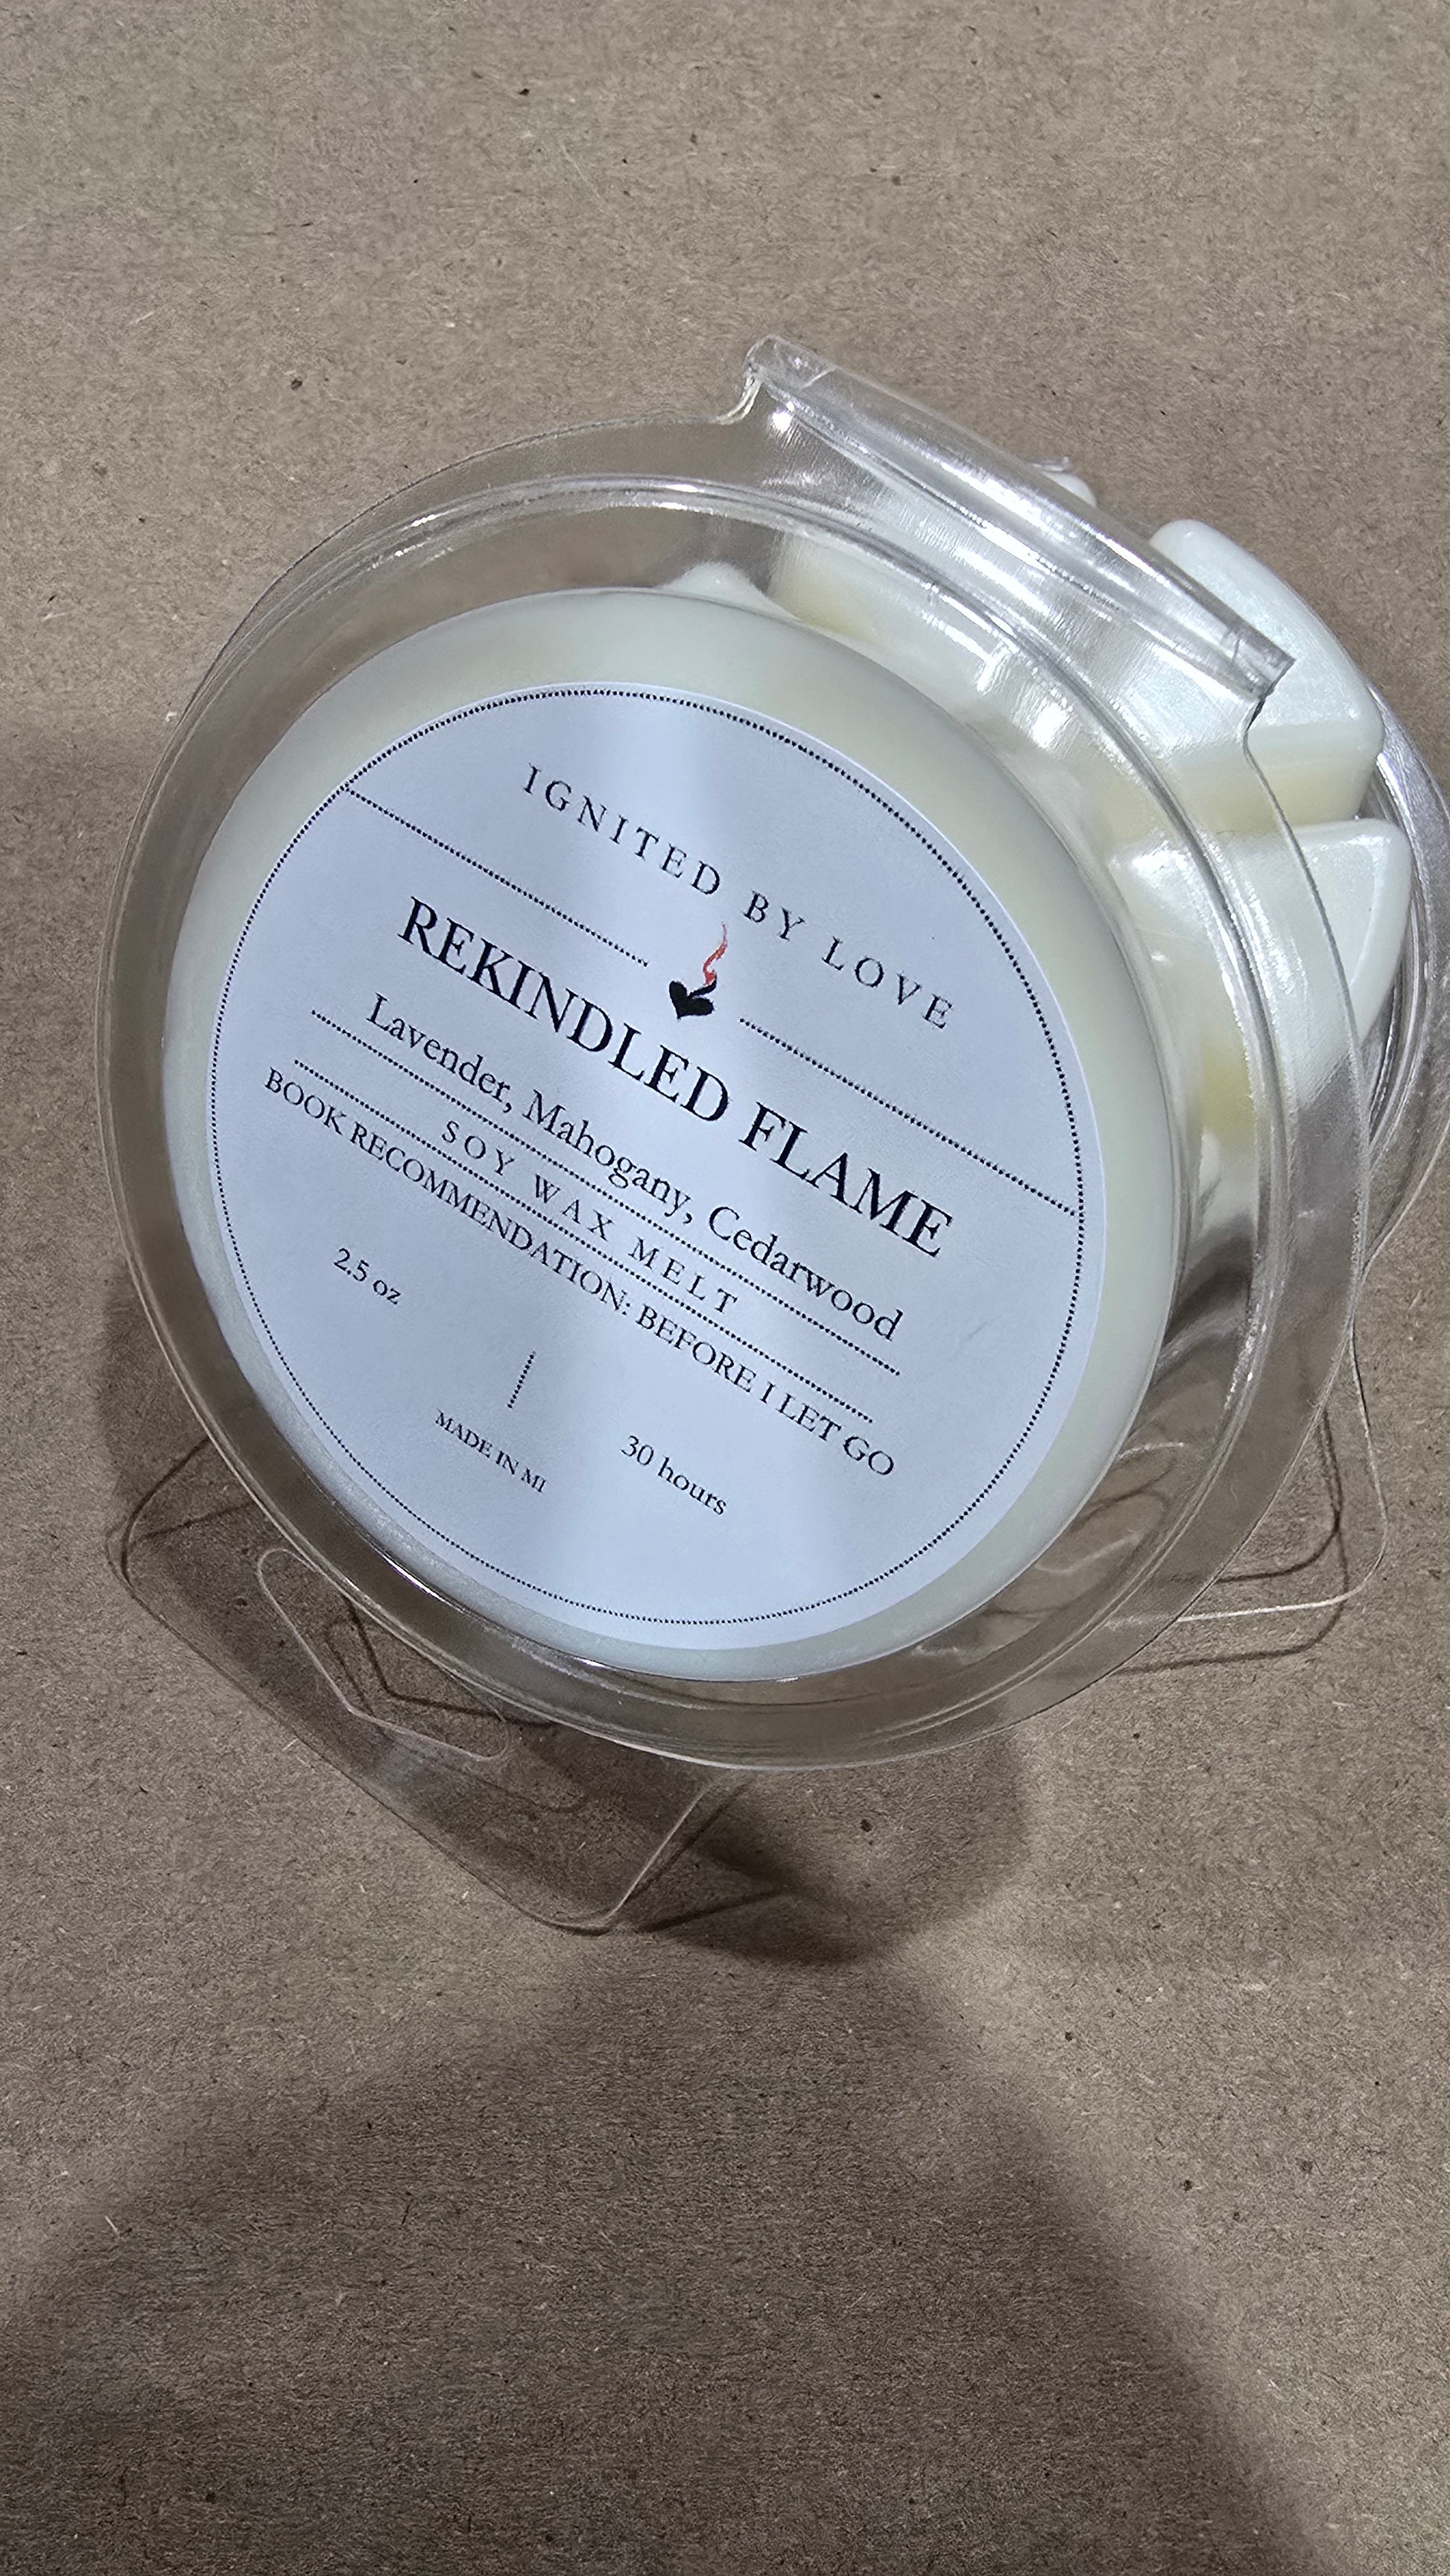 IGNITED BY LOVE
REKINDLED FLAME
Lavender, Mahogany, Cedarwood
SOY WAX MELT
BOOK RECOMMENDATION: BEFORE I LET GO
2.5 oz
30 hours
MADE IN MI